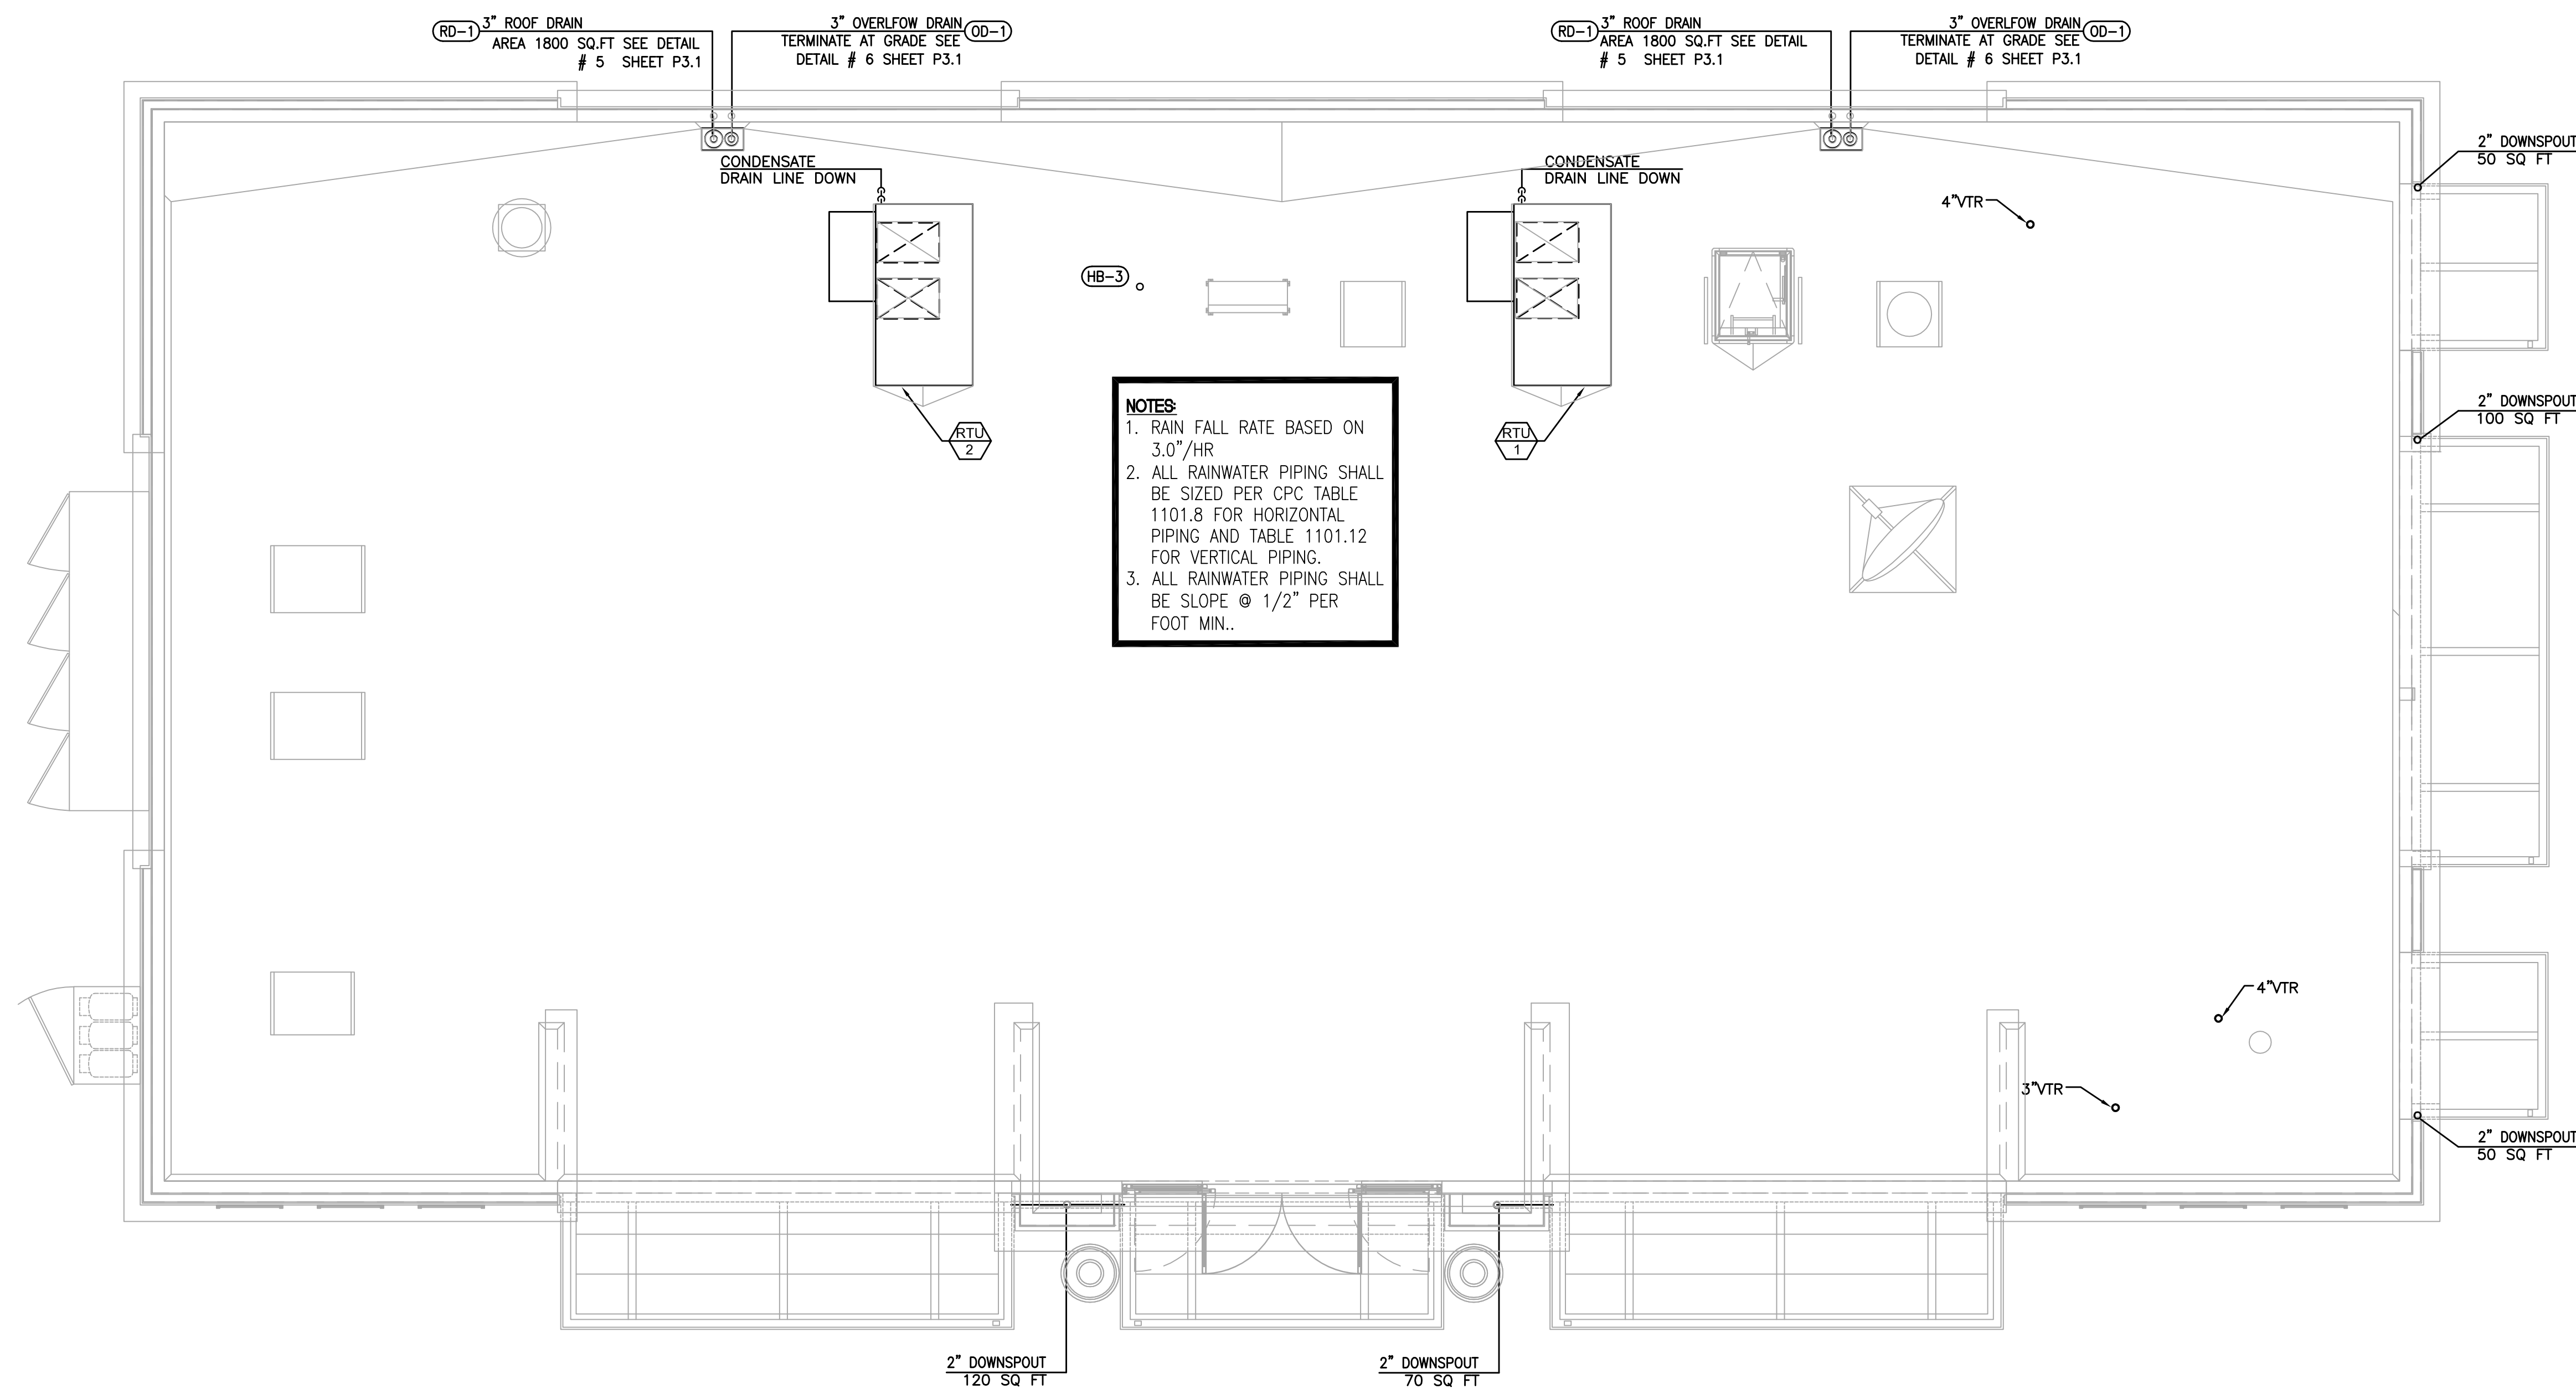 RD-1 3” ROOF DRAIN
AREA 1800 SQ.FT SEE DETAIL
# 5 SHEET P3.1
3” OVERLFOW DRAIN OD-1
TERMINATE AT GRADE SEE
DETAIL # 6 SHEET P3.1
RD-1 3” ROOF DRAIN
AREA 1800 SQ.FT SEE DETAIL
# 5 SHEET P3.1
3” OVERLFOW DRAIN OD-1
TERMINATE AT GRADE SEE
DETAIL # 6 SHEET P3.1
2” DOWNSPOUT
50 SQ FT
CONDENSATE
DRAIN LINE DOWN
CONDENSATE
DRAIN LINE DOWN
4”VTR
HB-3
2” DOWNSPOUT
100 SQ FT
RTU
2
RTU
1
NOTES:
1. RAIN FALL RATE BASED ON
3.0”/HR
2. ALL RAINWATER PIPING SHALL
BE SIZED PER CPC TABLE
1101.8 FOR HORIZONTAL
PIPING AND TABLE 1101.12
FOR VERTICAL PIPING.
3. ALL RAINWATER PIPING SHALL
BE SLOPE @ 1/2” PER
FOOT MIN..
4”VTR
3”VTR
2” DOWNSPOUT
50 SQ FT
2” DOWNSPOUT
120 SQ FT
2” DOWNSPOUT
70 SQ FT